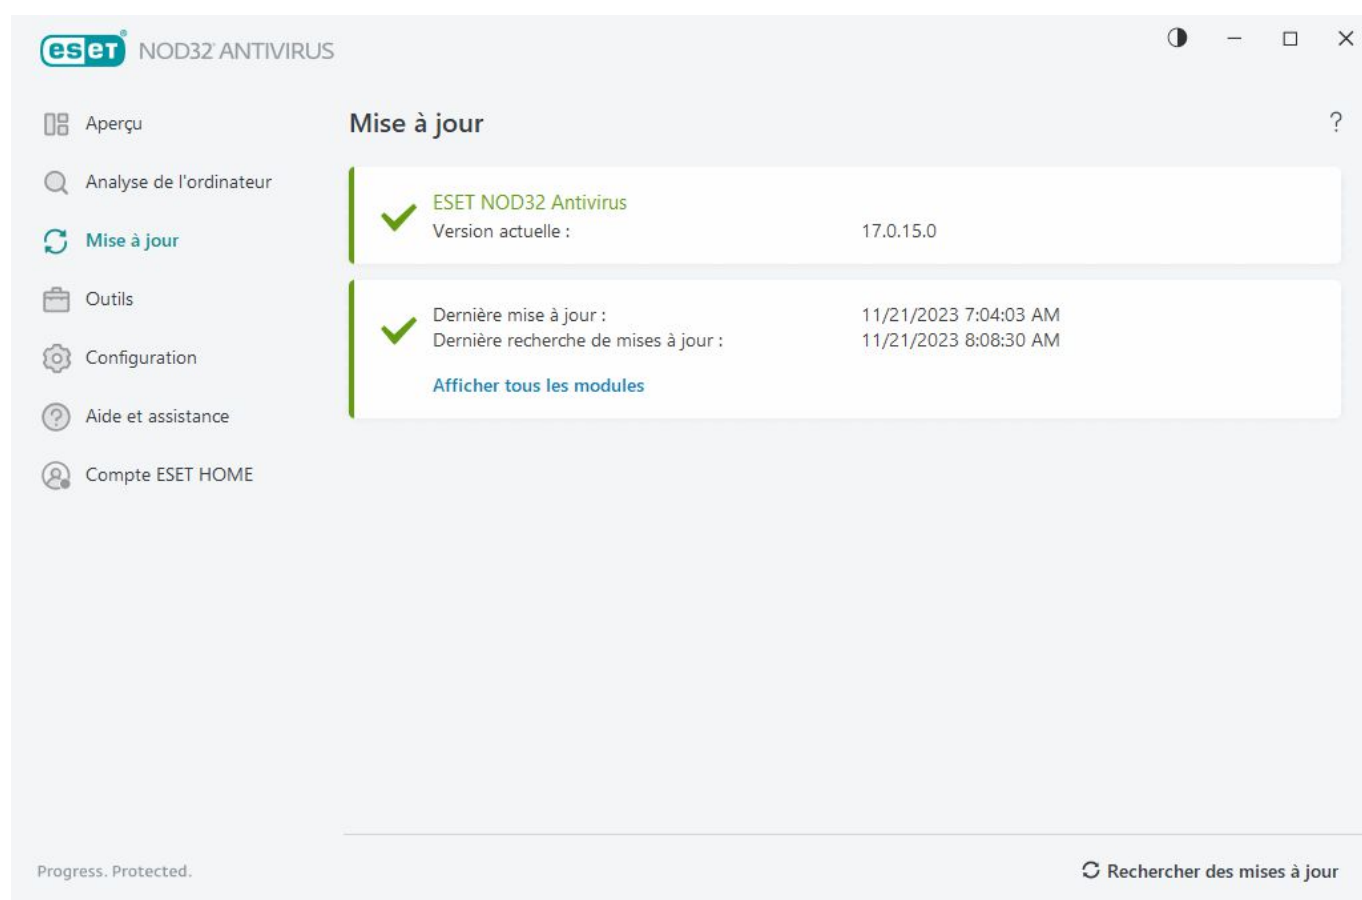 eset® NOD32® ANTIVIRUS
Aperçu
Analyse de l'ordinateur
Mise à jour
Outils
Configuration
Aide et assistance
Compte ESET HOME
Mise à jour
?
ESET NOD32 Antivirus
Version actuelle : 17.0.15.0
Dernière mise à jour : 11/21/2023 7:04:03 AM
Dernière recherche de mises à jour : 11/21/2023 8:08:30 AM
Afficher tous les modules
Progress. Protected.
Rechercher des mises à jour